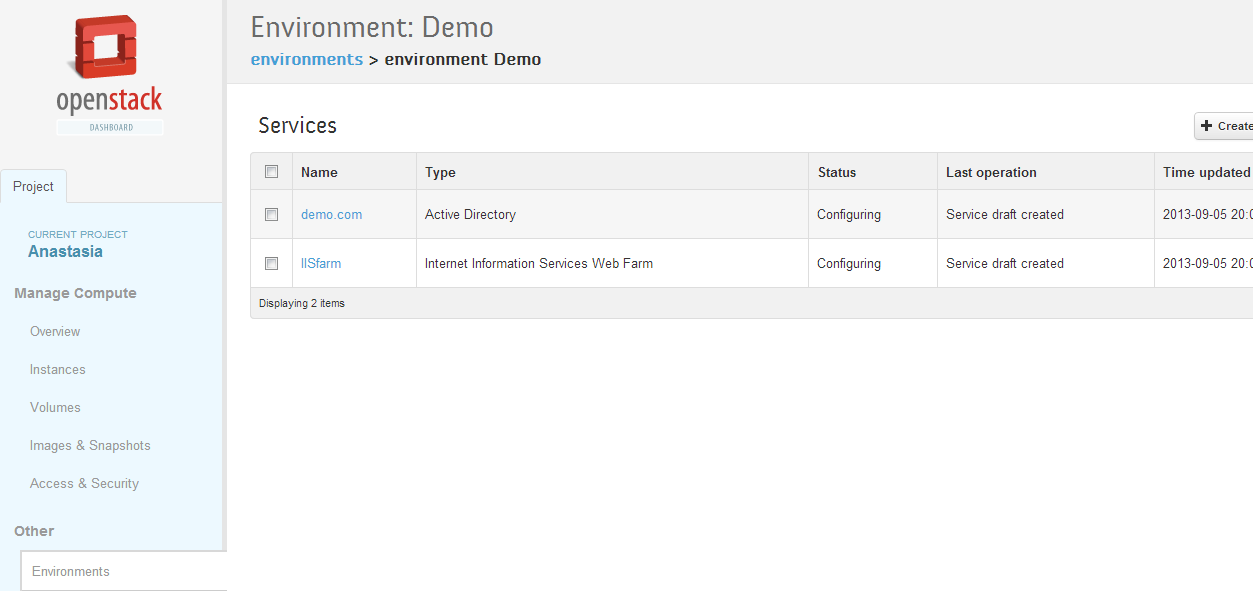 openstack
DASHBOARD
Project
CURRENT PROJECT
Anastasia
Manage Compute
Overview
Instances
Volumes
Images & Snapshots
Access & Security
Other
Environments
Environment: Demo
environments > environment Demo
Services
Create
Name Type Status Last operation Time updated
demo.com Active Directory Configuring Service draft created 2013-09-05 20:0
IISfarm Internet Information Services Web Farm Configuring Service draft created 2013-09-05 20:0
Displaying 2 items